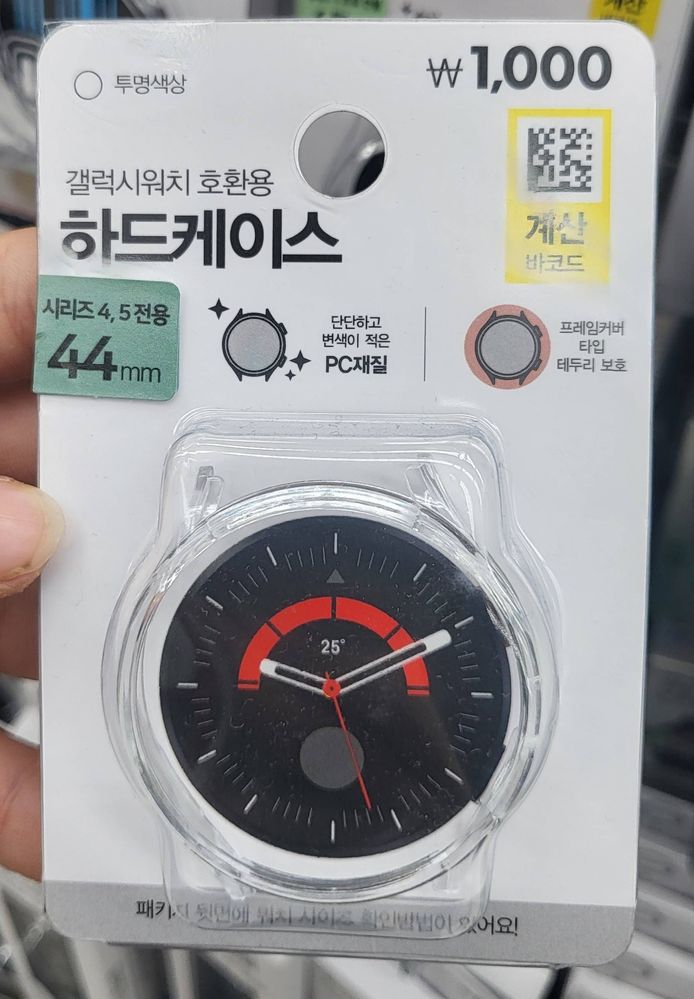 투명색상
₩1,000
갤럭시워치 호환용
하드케이스
계산
바코드
시리즈 4, 5 전용
44mm
단단하고
변색이 적은
PC재질
프레임커버
타입
테두리 보호
25°
패키지 뒷면에 워치 사이즈 확인방법이 있어요!